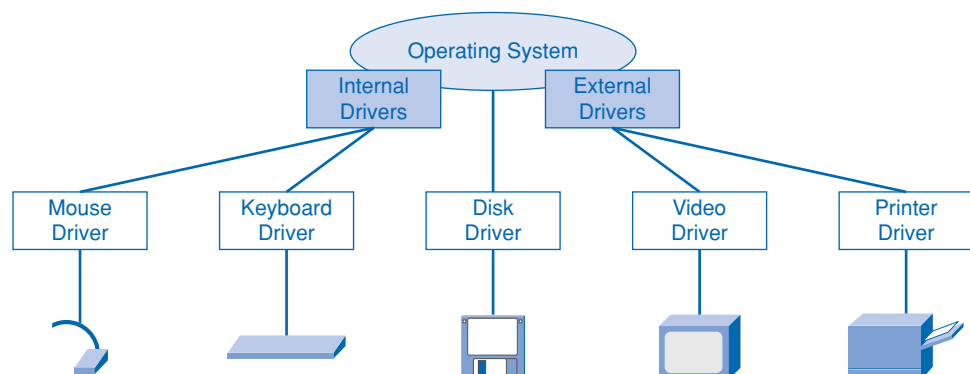 Operating System
Internal
Drivers
External
Drivers
Mouse
Driver
Keyboard
Driver
Disk
Driver
Video
Driver
Printer
Driver